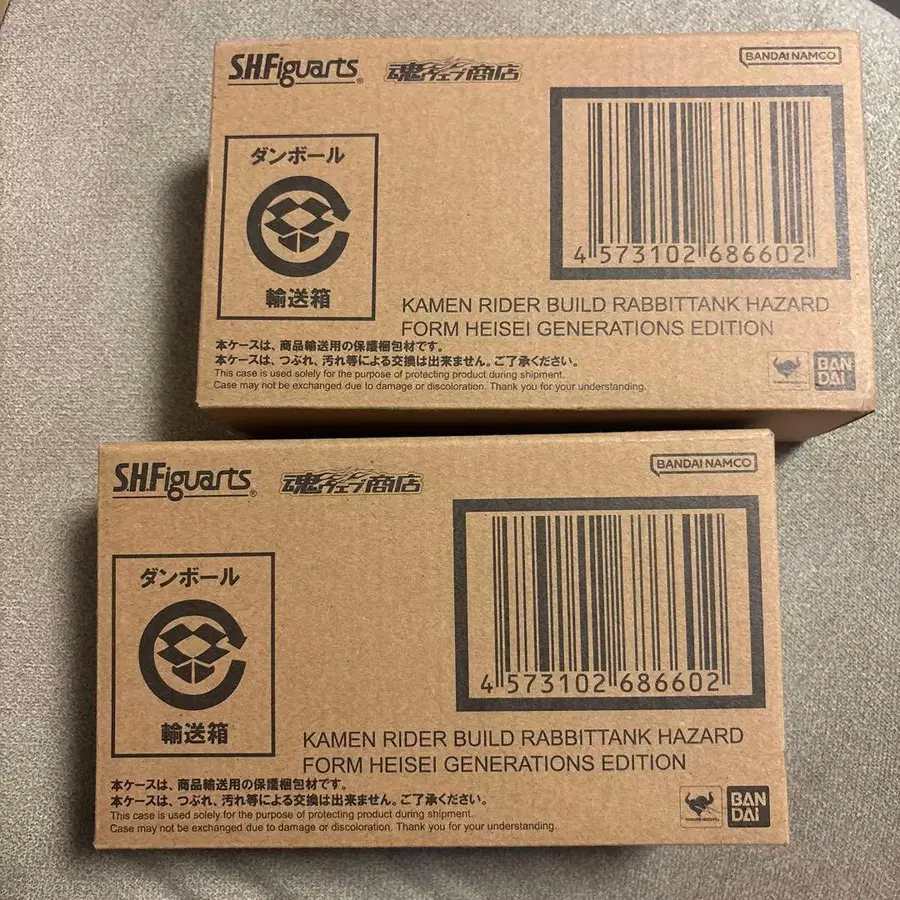 S.H.Figuarts® 魂ウェブ商店 BANDAI NAMCO
ダンボール
輸送箱
4 573102 686602
KAMEN RIDER BUILD RABBITTANK HAZARD
FORM HEISEI GENERATIONS EDITION
本ケースは、商品輸送用の保護梱包材です。
本ケースは、つぶれ、汚れ等による交換は出来ません。ご了承ください。
This case is used solely for the purpose of protecting product during shipment.
Case may not be exchanged due to damage or discoloration. Thank you for your understanding.
BAN
DAI
S.H.Figuarts® 魂ウェブ商店 BANDAI NAMCO
ダンボール
輸送箱
4 573102 686602
KAMEN RIDER BUILD RABBITTANK HAZARD
FORM HEISEI GENERATIONS EDITION
本ケースは、商品輸送用の保護梱包材です。
本ケースは、つぶれ、汚れ等による交換は出来ません。ご了承ください。
This case is used solely for the purpose of protecting product during shipment.
Case may not be exchanged due to damage or discoloration. Thank you for your understanding.
BAN
DAI